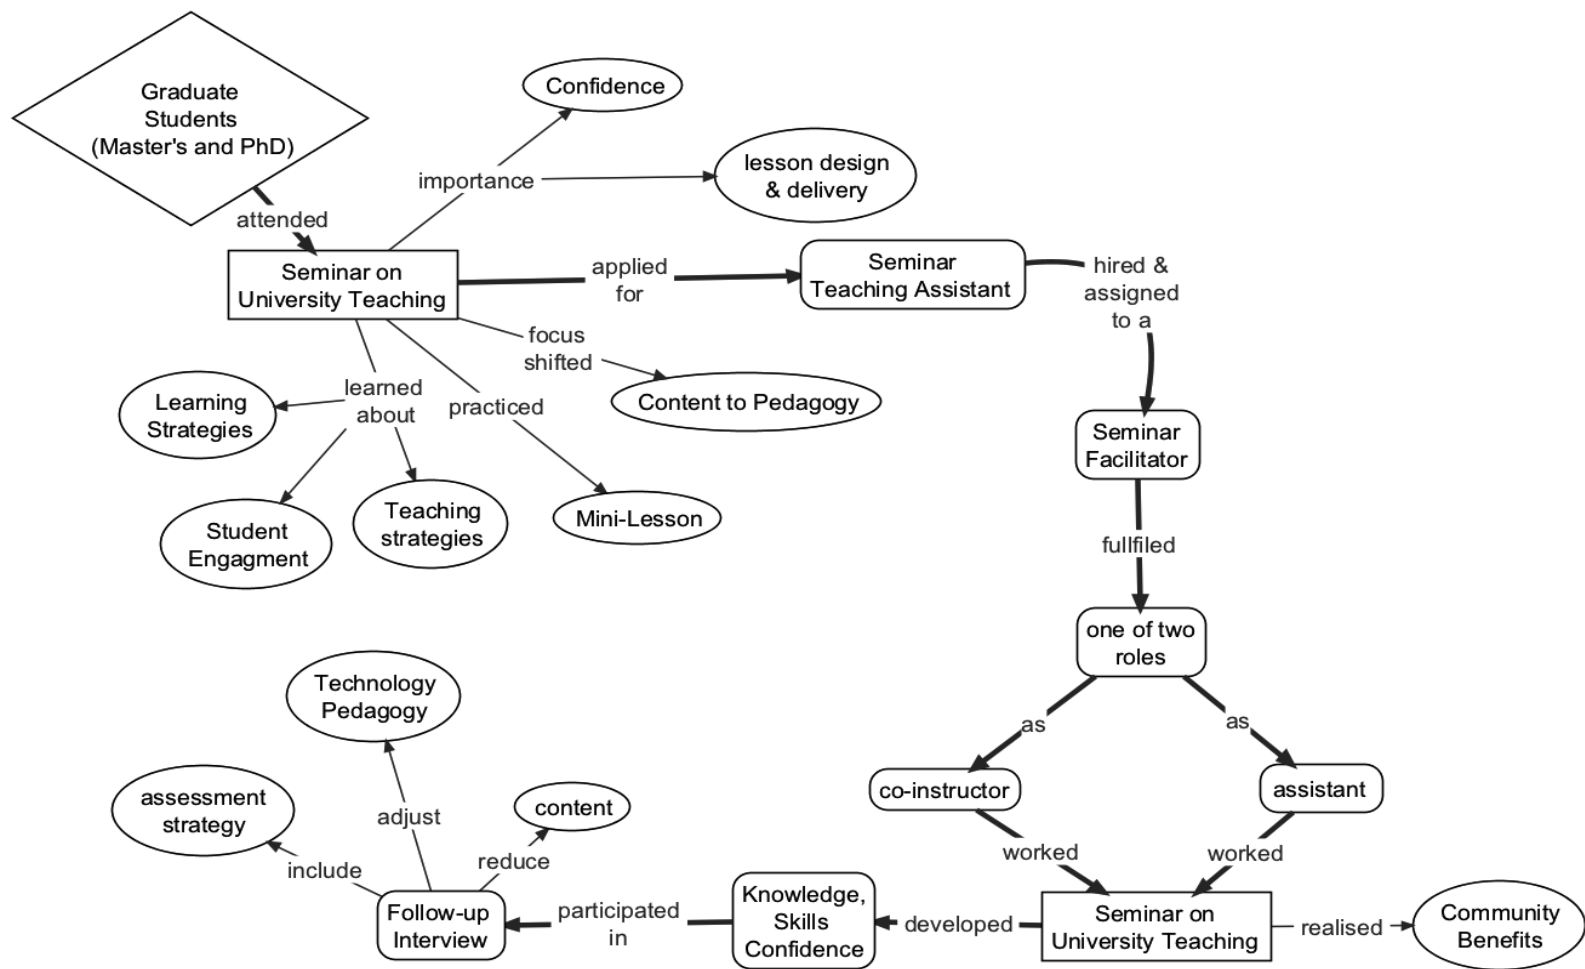 Graduate
Students
(Master's and PhD)
attended
Confidence
importance
lesson design
& delivery
Seminar on
University Teaching
applied
for
Seminar
Teaching Assistant
hired &
assigned
to a
focus
shifted
Content to Pedagogy
learned
about
practiced
Learning
Strategies
Student
Engagment
Teaching
strategies
Mini-Lesson
Seminar
Facilitator
fullfiled
one of two
roles
as
as
co-instructor
assistant
worked
worked
Seminar on
University Teaching
realised
Community
Benefits
developed
Knowledge,
Skills
Confidence
participated
in
Follow-up
Interview
include
assessment
strategy
adjust
Technology
Pedagogy
reduce
content